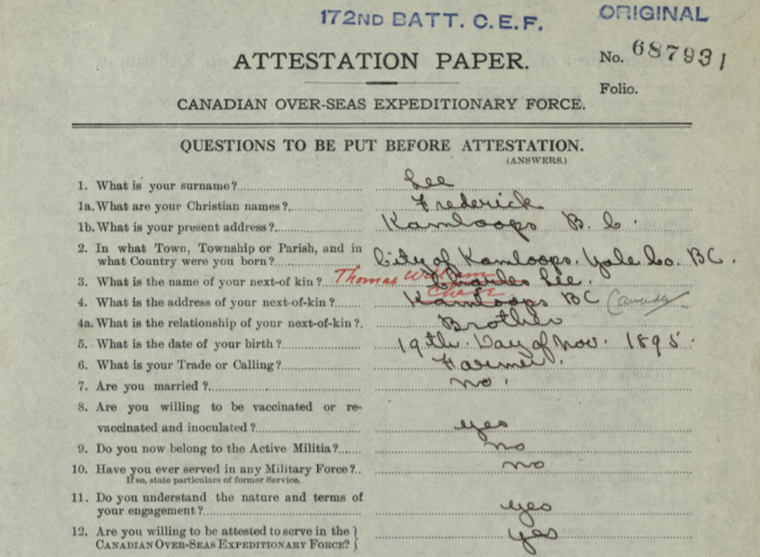 172ND BATT. C.E.F.
ORIGINAL
ATTESTATION PAPER.
No. 687931
Folio.
CANADIAN OVER-SEAS EXPEDITIONARY FORCE.
QUESTIONS TO BE PUT BEFORE ATTESTATION.
(ANSWERS.)
1. What is your surname? Lee
1a. What are your Christian names? Frederick
1b. What is your present address? Kamloops B. C.
2. In what Town, Township or Parish, and in
what Country were you born? City of Kamloops. Yale Co. BC.
3. What is the name of your next-of kin? Thomas William Charles Lee.
Chase
4. What is the address of your next-of-kin? Kamloops BC (Canada)
4a. What is the relationship of your next-of-kin? Brother
5. What is the date of your birth? 19th. Day of Nov. 1895.
6. What is your Trade or Calling? Farmer.
7. Are you married? no.
8. Are you willing to be vaccinated or re-
vaccinated and inoculated? yes
9. Do you now belong to the Active Militia? no
10. Have you ever served in any Military Force? no
If so, state particulars of former Service.
11. Do you understand the nature and terms of
your engagement? yes
12. Are you willing to be attested to serve in the
CANADIAN OVER-SEAS EXPEDITIONARY FORCE? yes